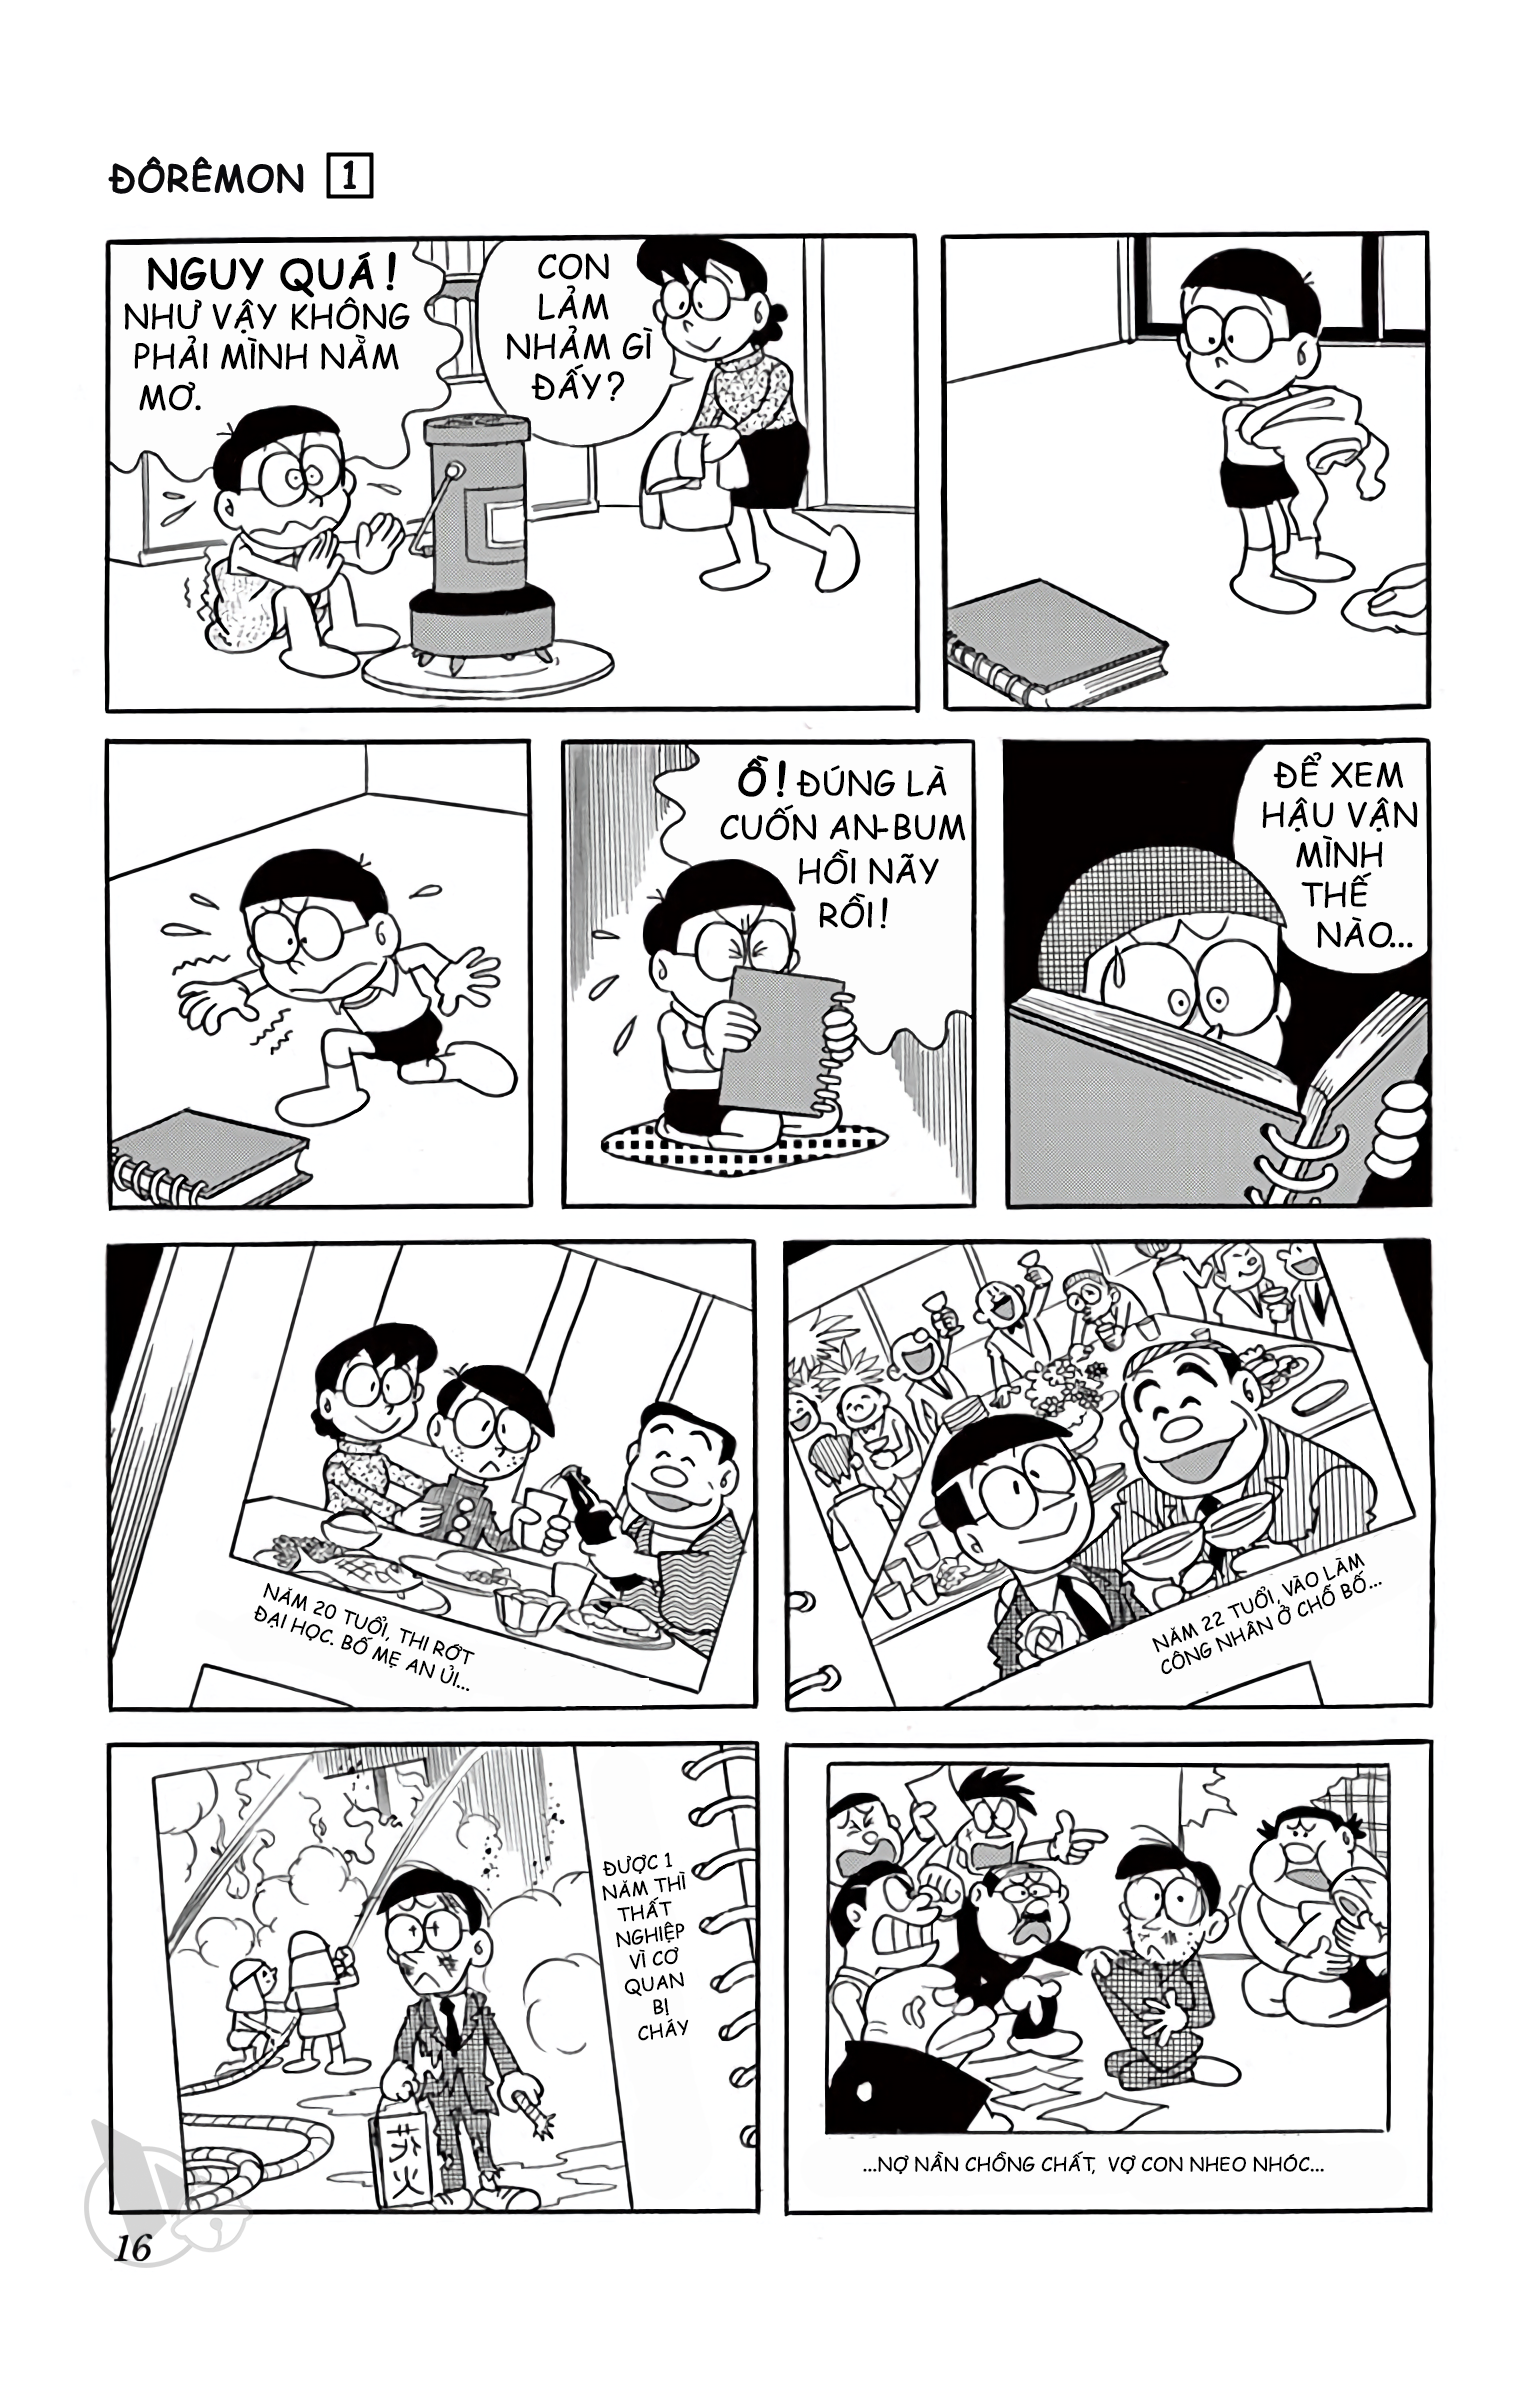 ĐÔRÊMON 1
NGUY QUÁ!
NHƯ VẬY KHÔNG
PHẢI MÌNH NẰM
MƠ.
CON
LẢM
NHẢM GÌ
ĐẤY?
Ồ! ĐÚNG LÀ
CUỐN AN-BUM
HỒI NÃY
RỒI!
ĐỂ XEM
HẬU VẬN
MÌNH
THẾ
NÀO...
NĂM 20 TUỔI, THI RỚT
ĐẠI HỌC. BỐ MẸ AN ỦI...
NĂM 22 TUỔI, VÀO LÀM
CÔNG NHÂN Ở CHỖ BỐ...
ĐƯỢC 1
NĂM THÌ
THẤT
NGHIỆP
VÌ CƠ
QUAN
BỊ
CHÁY
...NỢ NẦN CHỒNG CHẤT, VỢ CON NHEO NHÓC...
16